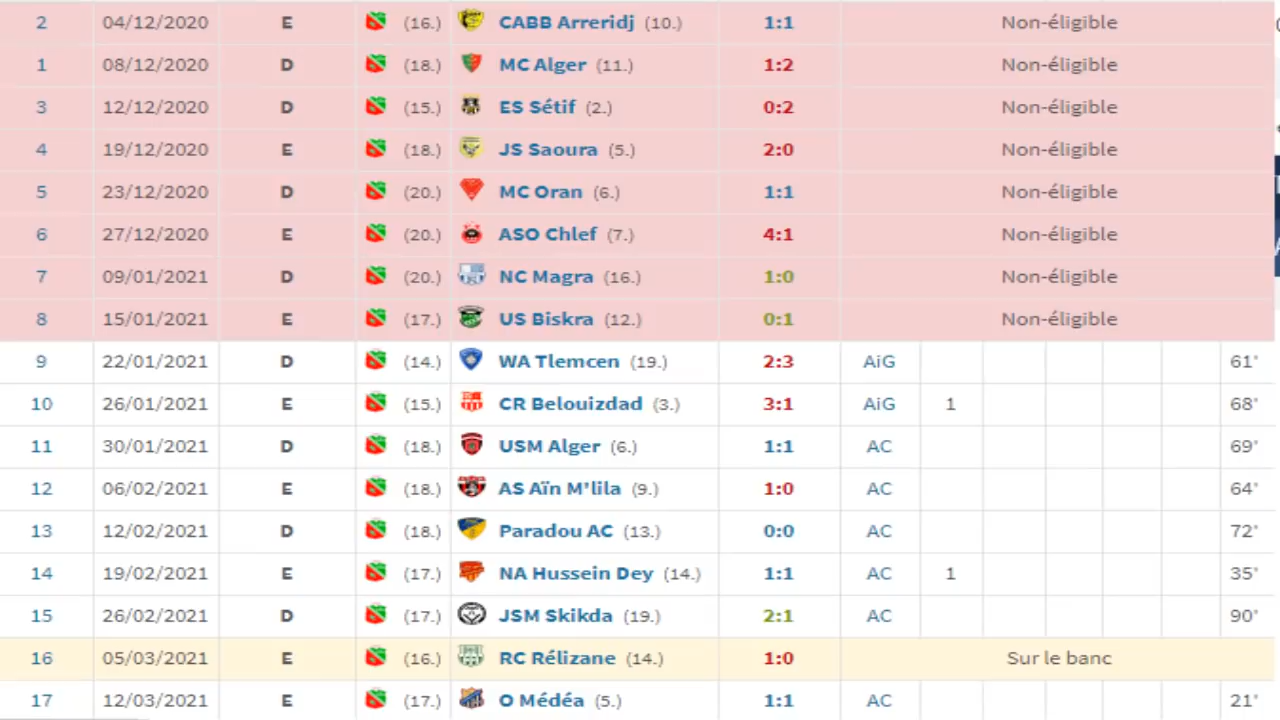 2 04/12/2020 E (16.) CABB Arreridj (10.) 1:1 Non-éligible
1 08/12/2020 D (18.) MC Alger (11.) 1:2 Non-éligible
3 12/12/2020 D (15.) ES Sétif (2.) 0:2 Non-éligible
4 19/12/2020 E (18.) JS Saoura (5.) 2:0 Non-éligible
5 23/12/2020 D (20.) MC Oran (6.) 1:1 Non-éligible
6 27/12/2020 E (20.) ASO Chlef (7.) 4:1 Non-éligible
7 09/01/2021 D (20.) NC Magra (16.) 1:0 Non-éligible
8 15/01/2021 E (17.) US Biskra (12.) 0:1 Non-éligible
9 22/01/2021 D (14.) WA Tlemcen (19.) 2:3 AiG 61'
10 26/01/2021 E (15.) CR Belouizdad (3.) 3:1 AiG 1 68'
11 30/01/2021 D (18.) USM Alger (6.) 1:1 AC 69'
12 06/02/2021 E (18.) AS Aïn M'lila (9.) 1:0 AC 64'
13 12/02/2021 D (18.) Paradou AC (13.) 0:0 AC 72'
14 19/02/2021 E (17.) NA Hussein Dey (14.) 1:1 AC 1 35'
15 26/02/2021 D (17.) JSM Skikda (19.) 2:1 AC 90'
16 05/03/2021 E (16.) RC Rélizane (14.) 1:0 Sur le banc
17 12/03/2021 E (17.) O Médéa (5.) 1:1 AC 21'